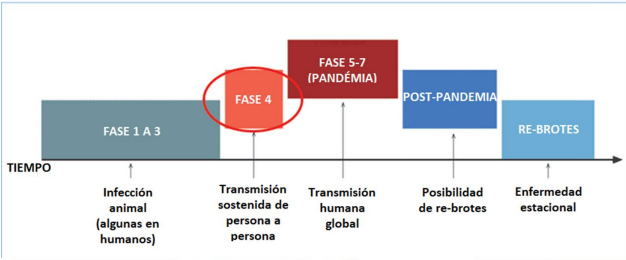 FASE 5-7
(PANDÉMIA)
FASE 4
POST-PANDEMIA
FASE 1 A 3
RE-BROTES
TIEMPO
Infección
animal
(algunas en
humanos)
Transmisión
sostenida de
persona a
persona
Transmisión
humana
global
Posibilidad
de re-brotes
Enfermedad
estacional